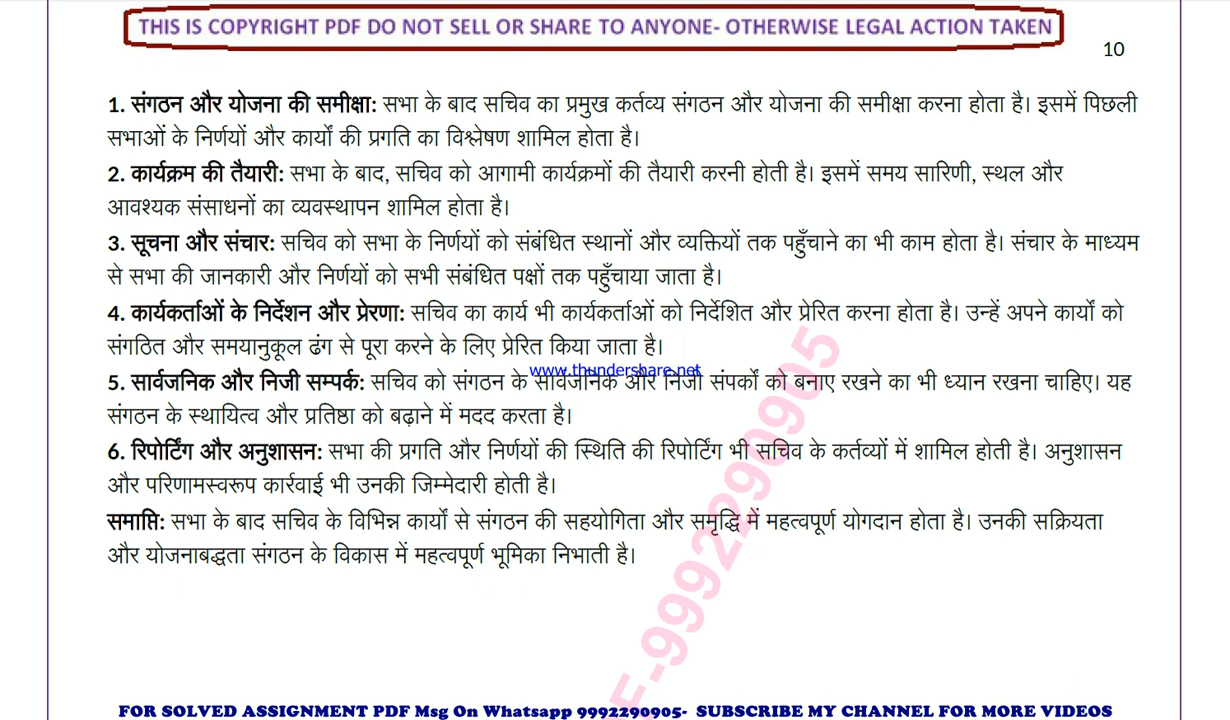 THIS IS COPYRIGHT PDF DO NOT SELL OR SHARE TO ANYONE- OTHERWISE LEGAL ACTION TAKEN
10
1. संगठन और योजना की समीक्षा: सभा के बाद सचिव का प्रमुख कर्तव्य संगठन और योजना की समीक्षा करना होता है। इसमें पिछली
सभाओं के निर्णयों और कार्यों की प्रगति का विश्लेषण शामिल होता है।
2. कार्यक्रम की तैयारी: सभा के बाद, सचिव को आगामी कार्यक्रमों की तैयारी करनी होती है। इसमें समय सारिणी, स्थल और
आवश्यक संसाधनों का व्यवस्थापन शामिल होता है।
3. सूचना और संचार: सचिव को सभा के निर्णयों को संबंधित स्थानों और व्यक्तियों तक पहुँचाने का भी काम होता है। संचार के माध्यम
से सभा की जानकारी और निर्णयों को सभी संबंधित पक्षों तक पहुँचाया जाता है।
4. कार्यकर्ताओं के निर्देशन और प्रेरणा: सचिव का कार्य भी कार्यकर्ताओं को निर्देशित और प्रेरित करना होता है। उन्हें अपने कार्यों को
संगठित और समयानुकूल ढंग से पूरा करने के लिए प्रेरित किया जाता है।
www.thundershare.net
5. सार्वजनिक और निजी सम्पर्क: सचिव को संगठन के सार्वजनिक और निजी संपर्कों को बनाए रखने का भी ध्यान रखना चाहिए। यह
संगठन के स्थायित्व और प्रतिष्ठा को बढ़ाने में मदद करता है।
6. रिपोर्टिंग और अनुशासन: सभा की प्रगति और निर्णयों की स्थिति की रिपोर्टिंग भी सचिव के कर्तव्यों में शामिल होती है। अनुशासन
और परिणामस्वरूप कार्रवाई भी उनकी जिम्मेदारी होती है।
समाप्ति: सभा के बाद सचिव के विभिन्न कार्यों से संगठन की सहयोगिता और समृद्धि में महत्वपूर्ण योगदान होता है। उनकी सक्रियता
और योजनाबद्धता संगठन के विकास में महत्वपूर्ण भूमिका निभाती है।
-9992290905
FOR SOLVED ASSIGNMENT PDF Msg On Whatsapp 9992290905- SUBSCRIBE MY CHANNEL FOR MORE VIDEOS